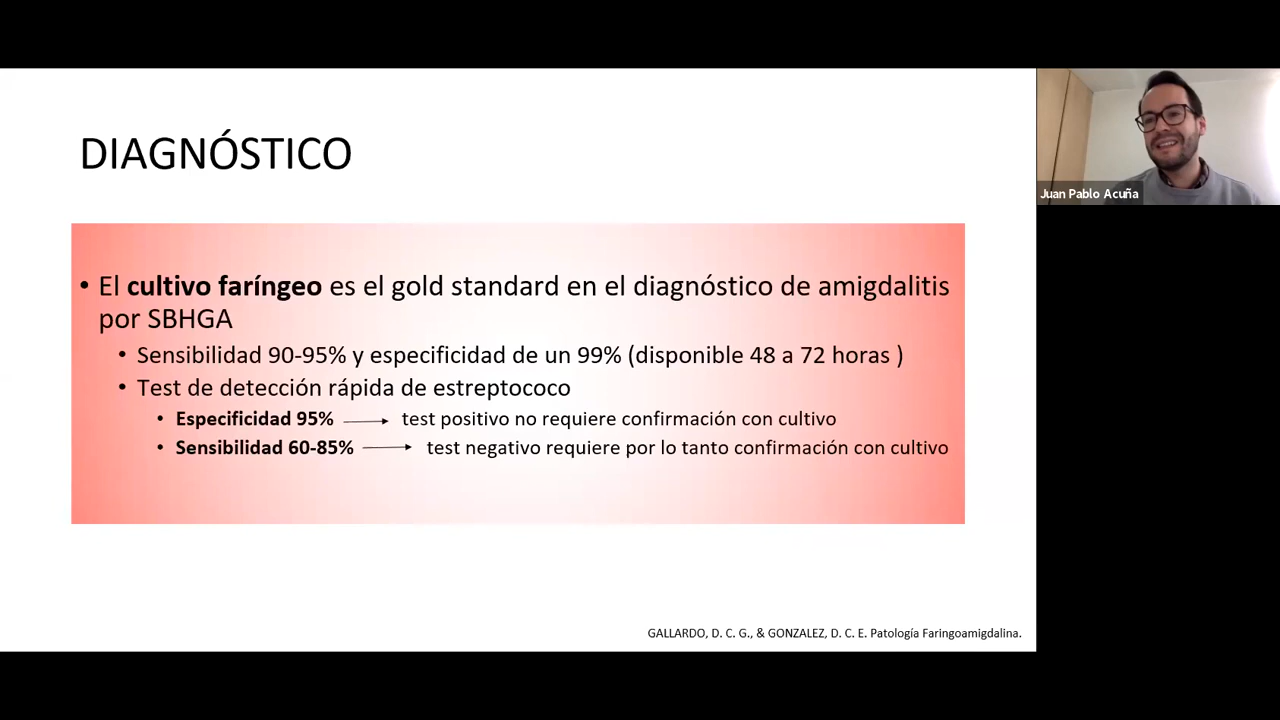 DIAGNÓSTICO
Juan Pablo Acuña
• El cultivo faríngeo es el gold standard en el diagnóstico de amigdalitis
por SBHGA
• Sensibilidad 90-95% y especificidad de un 99% (disponible 48 a 72 horas )
• Test de detección rápida de estreptococo
• Especificidad 95% → test positivo no requiere confirmación con cultivo
• Sensibilidad 60-85% → test negativo requiere por lo tanto confirmación con cultivo
GALLARDO, D. C. G., & GONZALEZ, D. C. E. Patología Faringoamigdalina.